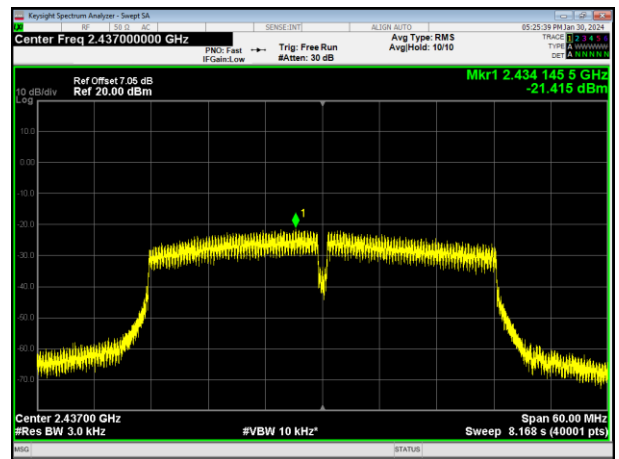 Keysight Spectrum Analyzer - Swept SA
RF 50 Ω AC SENSE:INT ALIGN AUTO 05:25:39 PM Jan 30, 2024
Center Freq 2.437000000 GHz
PNO: Fast
IFGain:Low
Trig: Free Run
#Atten: 30 dB
Avg Type: RMS
Avg|Hold: 10/10
TRACE 1 2 3 4 5 6
TYPE A WWWWW
DET A N N N N N
Mkr1 2.434 145 5 GHz
-21.415 dBm
Ref Offset 7.05 dB
10 dB/div Ref 20.00 dBm
Log
10.0
0.00
-10.0
1
-20.0
-30.0
-40.0
-50.0
-60.0
-70.0
Center 2.43700 GHz Span 60.00 MHz
#Res BW 3.0 kHz #VBW 10 kHz* Sweep 8.168 s (40001 pts)
MSG STATUS